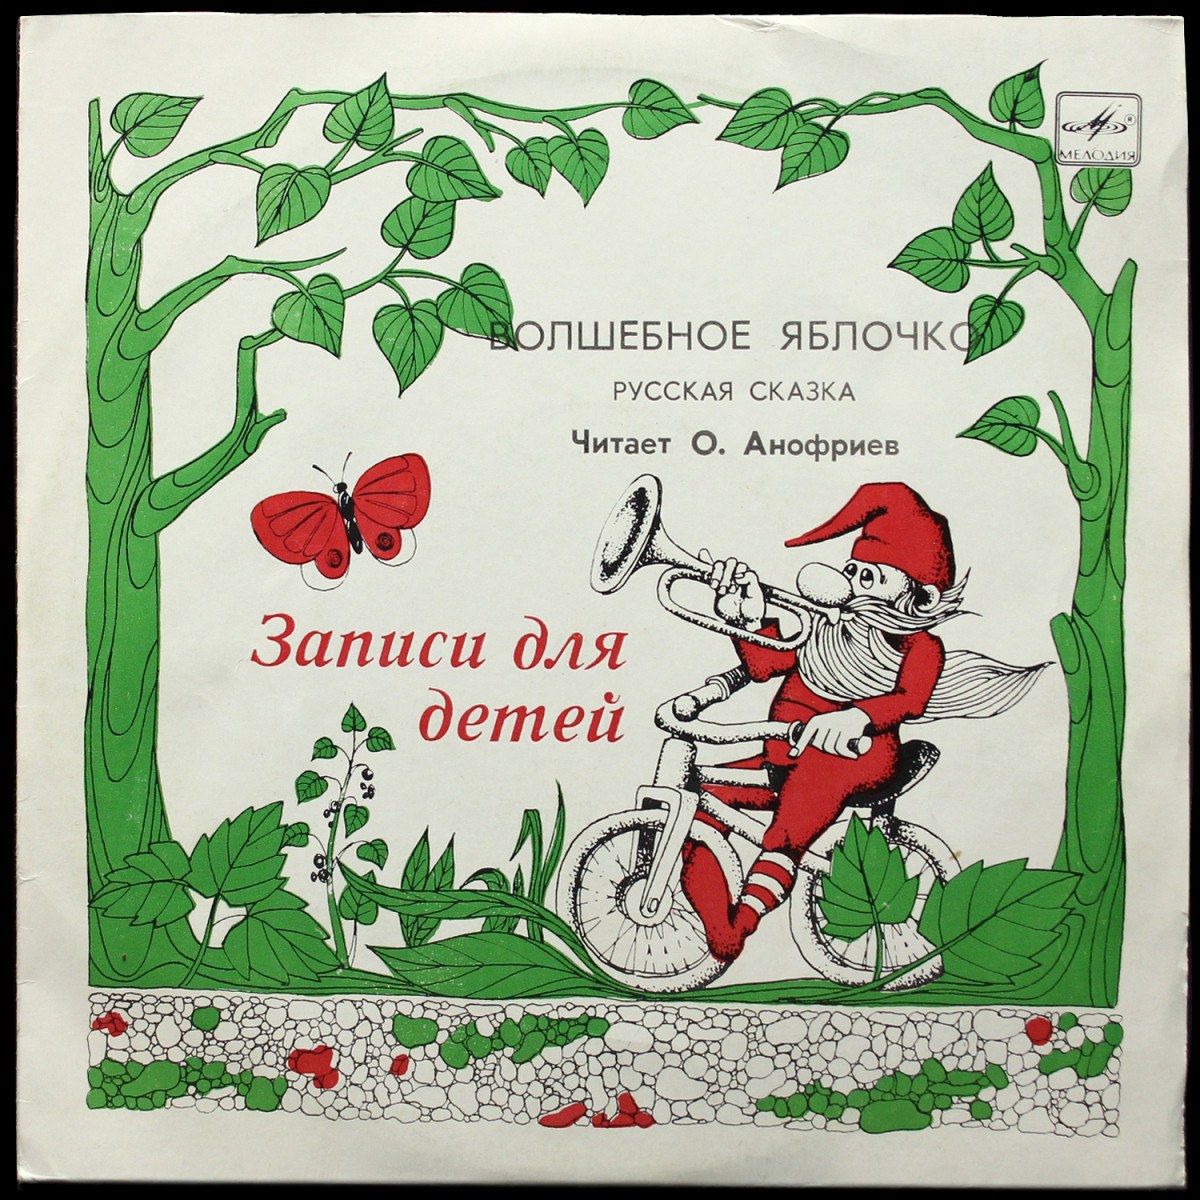 МЕЛОДИЯ
ВОЛШЕБНОЕ ЯБЛОЧКО
РУССКАЯ СКАЗКА
Читает О. Анофриев
Записи для
детей